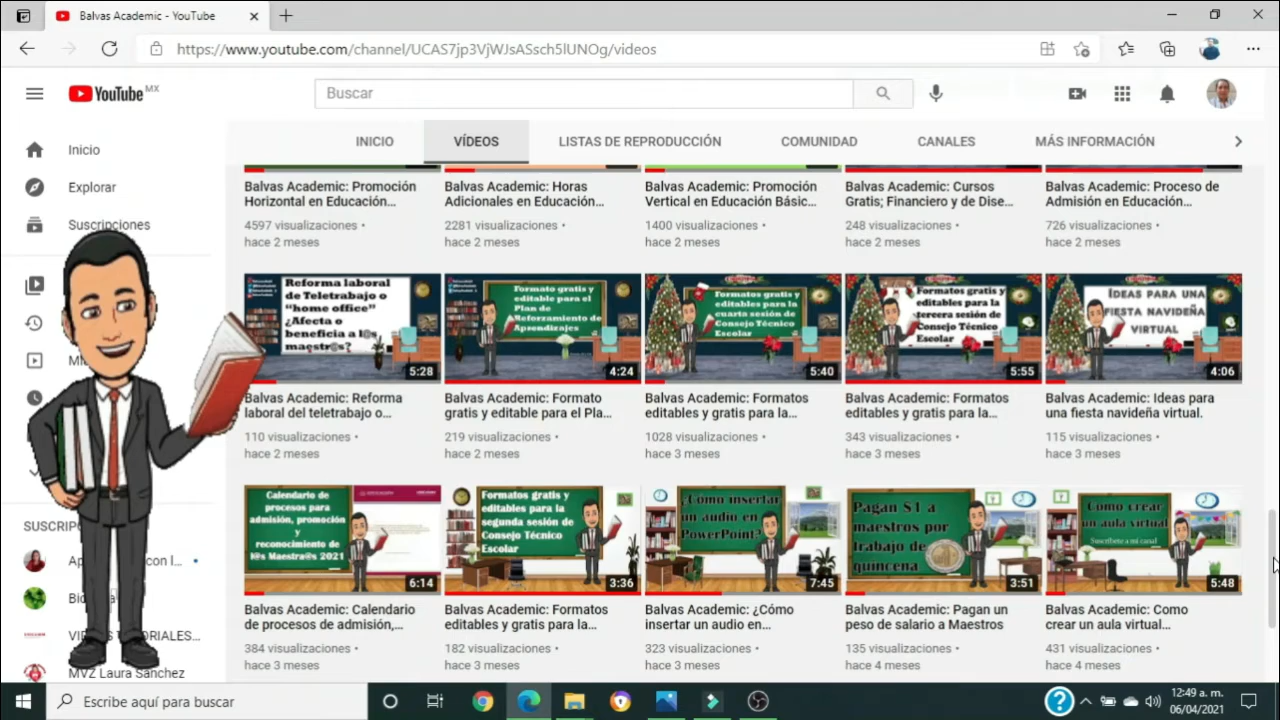 Balvas Academic - YouTube
https://www.youtube.com/channel/UCAS7jp3VjWJsASsch5lUNOg/videos
YouTube MX
Buscar
INICIO
VÍDEOS
LISTAS DE REPRODUCCIÓN
COMUNIDAD
CANALES
MÁS INFORMACIÓN
Inicio
Explorar
Suscripciones
SUSCRIP
VI
MVZ Laura Sánchez
Balvas Academic: Promoción
Horizontal en Educación...
4597 visualizaciones •
hace 2 meses
Balvas Academic: Horas
Adicionales en Educación...
2281 visualizaciones •
hace 2 meses
Balvas Academic: Promoción
Vertical en Educación Básic...
1400 visualizaciones •
hace 2 meses
Balvas Academic: Cursos
Gratis; Financiero y de Dise...
248 visualizaciones •
hace 2 meses
Balvas Academic: Proceso de
Admisión en Educación...
726 visualizaciones •
hace 2 meses
Reforma laboral
de Teletrabajo o
“home office”
¿Afecta o
beneficia a l@s
maestr@s?
5:28
Balvas Academic: Reforma
laboral del teletrabajo o...
110 visualizaciones •
hace 2 meses
Formato gratis y
editable para el
Plan de
Reforzamiento de
Aprendizajes
4:24
Balvas Academic: Formato
gratis y editable para el Pla...
219 visualizaciones •
hace 2 meses
Formatos gratis y
editables para la
cuarta sesión de
Consejo Técnico
Escolar
5:40
Balvas Academic: Formatos
editables y gratis para la...
1028 visualizaciones •
hace 3 meses
Formatos gratis y
editables para la
tercera sesión de
Consejo Técnico
Escolar
5:55
Balvas Academic: Formatos
editables y gratis para la...
343 visualizaciones •
hace 3 meses
IDEAS PARA UNA
FIESTA NAVIDEÑA
VIRTUAL
4:06
Balvas Academic: Ideas para
una fiesta navideña virtual.
115 visualizaciones •
hace 3 meses
Calendario de
procesos para
admisión, promoción
y
reconocimiento de
l@s Maestr@s 2021
6:14
Balvas Academic: Calendario
de procesos de admisión,...
384 visualizaciones •
hace 3 meses
Formatos gratis y
editables para la
segunda sesión de
Consejo Técnico
Escolar
3:36
Balvas Academic: Formatos
editables y gratis para la...
182 visualizaciones •
hace 3 meses
¿Como insertar
un audio en
PowerPoint?
7:45
Balvas Academic: ¿Cómo
insertar un audio en...
323 visualizaciones •
hace 3 meses
Pagan $1 a
maestros por
trabajo de
quincena
3:51
Balvas Academic: Pagan un
peso de salario a Maestros
135 visualizaciones •
hace 4 meses
Como crear
un aula virtual
Suscríbete a mi canal
5:48
Balvas Academic: Como
crear un aula virtual...
431 visualizaciones •
hace 4 meses
Escribe aquí para buscar
12:49 a. m.
06/04/2021